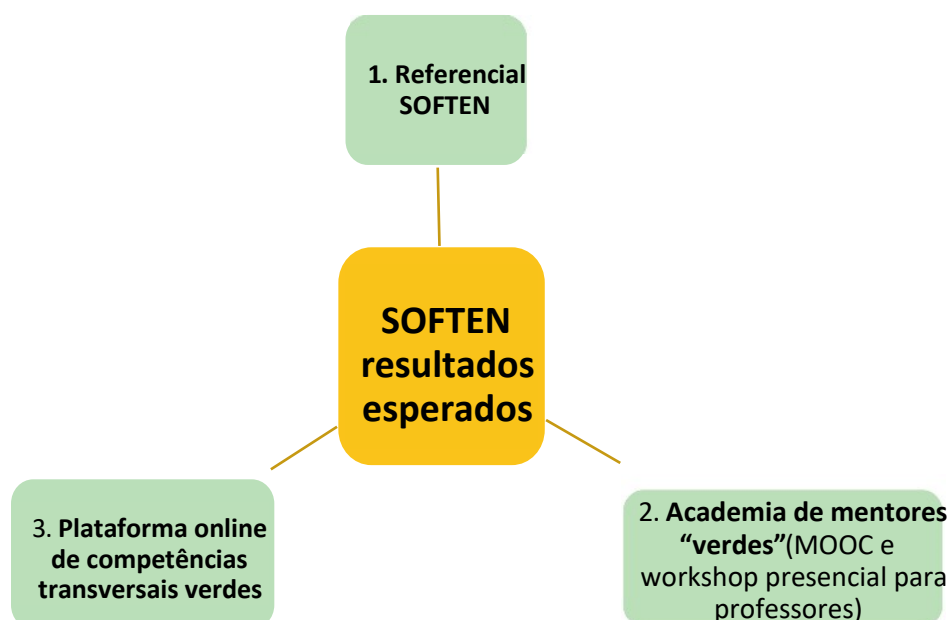 1. Referencial
SOFTEN
SOFTEN
resultados
esperados
3. Plataforma online
de competências
transversais verdes
2. Academia de mentores
“verdes”(MOOC e
workshop presencial para
professores)